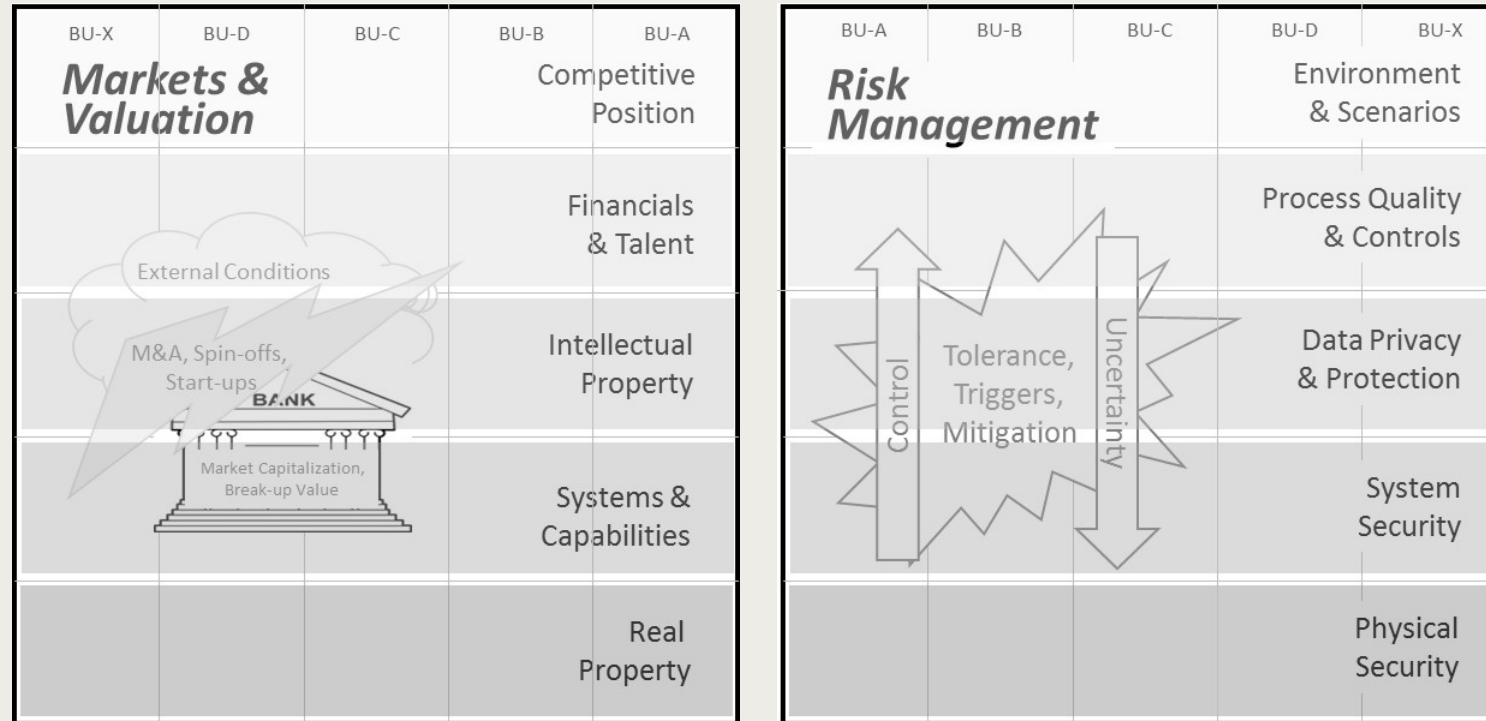 BU-X BU-D BU-C BU-B BU-A
Markets &
Valuation
Competitive
Position
Financials
& Talent
External Conditions
Intellectual
Property
M&A, Spin-offs,
Start-ups
BANK
Market Capitalization,
Break-up Value
Systems &
Capabilities
Real
Property
BU-A BU-B BU-C BU-D BU-X
Risk
Management
Environment
& Scenarios
Process Quality
& Controls
Control
Tolerance,
Triggers,
Mitigation
Uncertainty
Data Privacy
& Protection
System
Security
Physical
Security